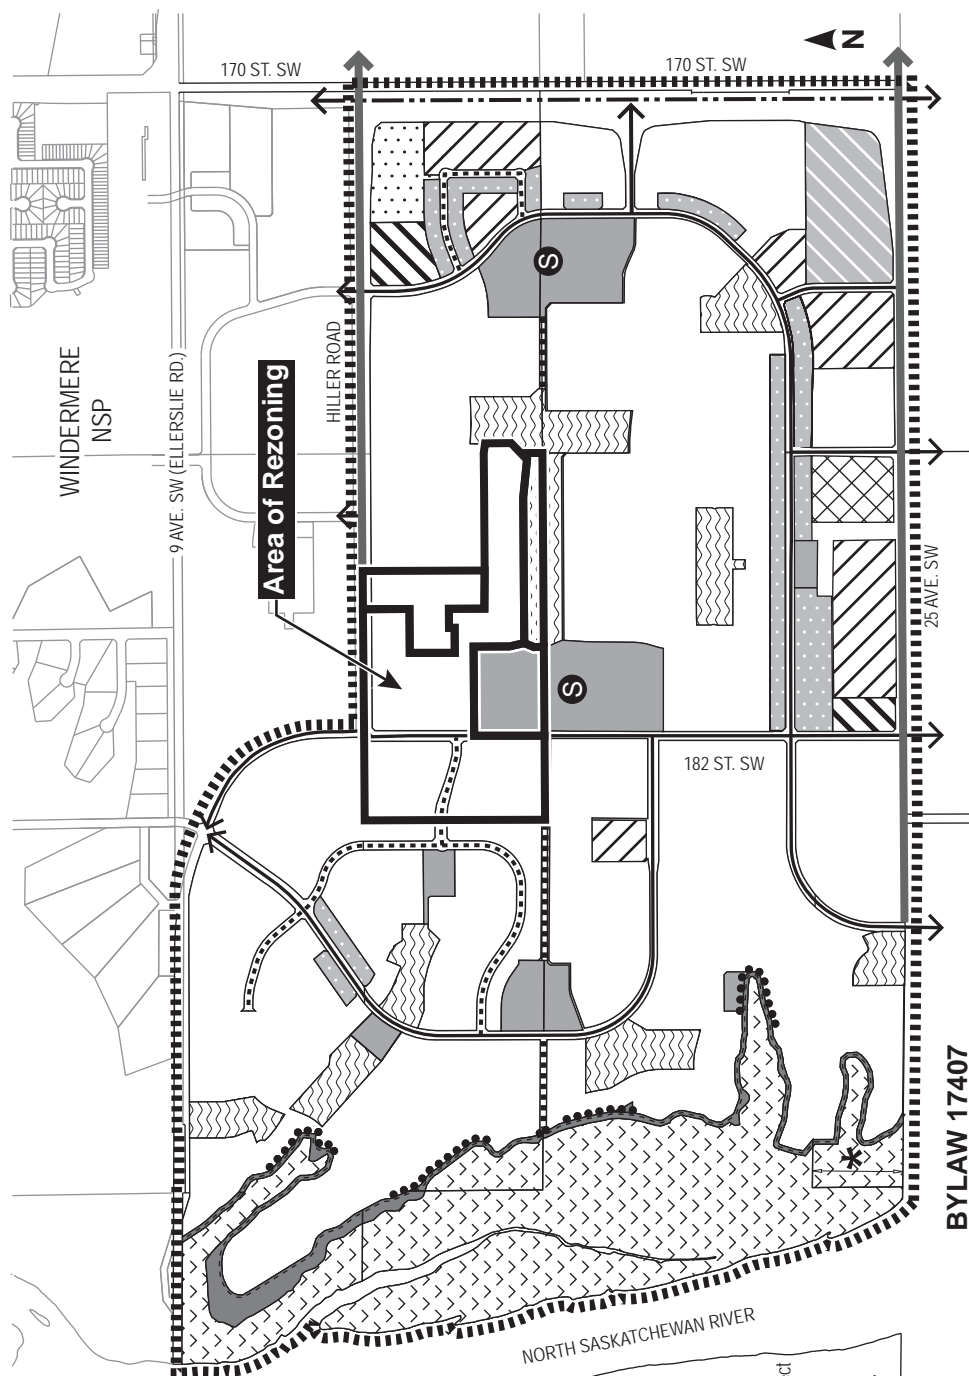 N
170 ST. SW
170 ST. SW
WINDERMERE
NSP
9 AVE. SW (ELLERSLIE RD.)
HILLER ROAD
Area of Rezoning
S
S
25 AVE. SW
182 ST. SW
BYLAW 17407
NORTH SASKATCHEWAN RIVER